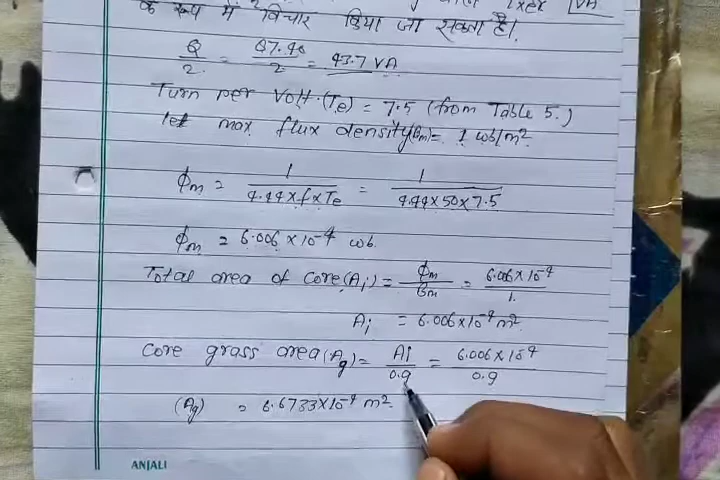 के रूप में विचार किया जा सकता है।
Q/2 = 87.40/2 = 43.7 VA
Turn per Volt.(Te) = 7.5 (from Table 5.)
let max flux density(Bm)= 1 wb/m²
Φm = 1/(4.44×f×Te) = 1/(4.44×50×7.5)
Φm = 6.006×10⁻⁴ wb.
Total area of core(Ai) = Φm/Bm = 6.006×10⁻⁴/1.
Ai = 6.006×10⁻⁴ m².
Core grass area(Ag) = Ai/0.9 = 6.006×10⁻⁴/0.9
(Ag) = 6.6733×10⁻⁴ m².
ANJALI